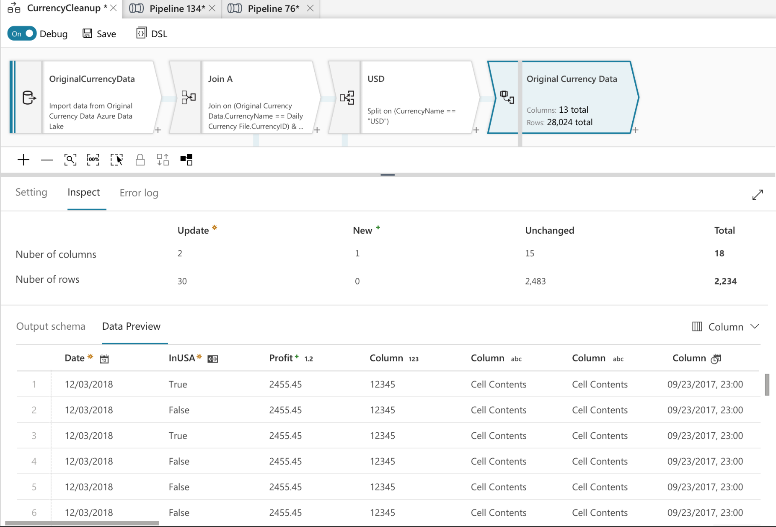 CurrencyCleanup * ×
Pipeline 134* ×
Pipeline 76* ×
On Debug Save DSL
OriginalCurrencyData
Import data from Original
Currency Data Azure Data
Lake
+
Join A
Join on (Original Currency
Data.CurrencyName == Daily
Currency File.CurrencyID) & ...
+
USD
Split on (CurrencyName ==
"USD")
+
Original Currency Data
Columns: 13 total
Rows: 28,024 total
+
Setting Inspect Error log
Update New + Unchanged Total
Nuber of columns 2 1 15 18
Nuber of rows 30 0 2,483 2,234
Output schema Data Preview Column
Date InUSA Profit + 1.2 Column 123 Column abc Column abc Column
1 12/03/2018 True 2455.45 12345 Cell Contents Cell Contents 09/23/2017, 23:00
2 12/03/2018 False 2455.45 12345 Cell Contents Cell Contents 09/23/2017, 23:00
3 12/03/2018 True 2455.45 12345 Cell Contents Cell Contents 09/23/2017, 23:00
4 12/03/2018 False 2455.45 12345 Cell Contents Cell Contents 09/23/2017, 23:00
5 12/03/2018 False 2455.45 12345 Cell Contents Cell Contents 09/23/2017, 23:00
6 12/03/2018 False 2455.45 12345 Cell Contents Cell Contents 09/23/2017, 23:00